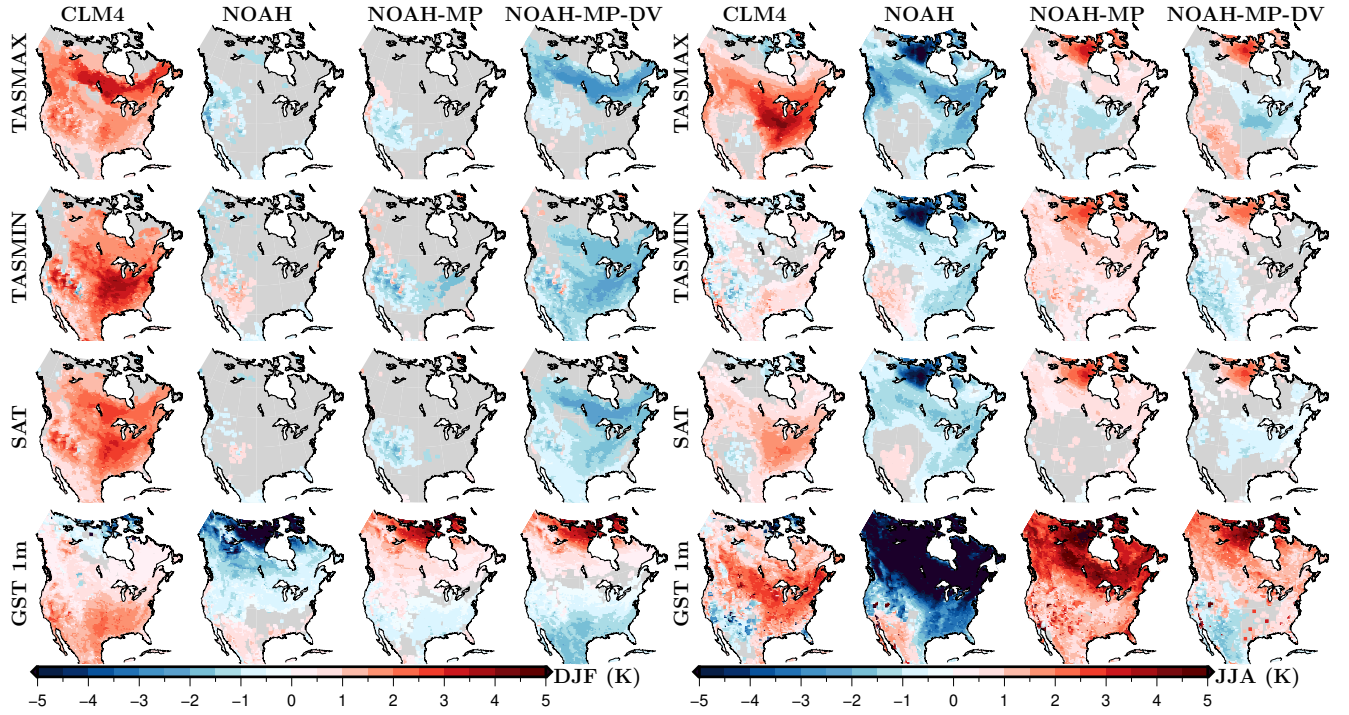 CLM4 NOAH NOAH-MP NOAH-MP-DV CLM4 NOAH NOAH-MP NOAH-MP-DV
TASMAX TASMAX
TASMIN TASMIN
SAT SAT
GST 1m GST 1m
DJF (K) JJA (K)
−5 −4 −3 −2 −1 0 1 2 3 4 5 −5 −4 −3 −2 −1 0 1 2 3 4 5